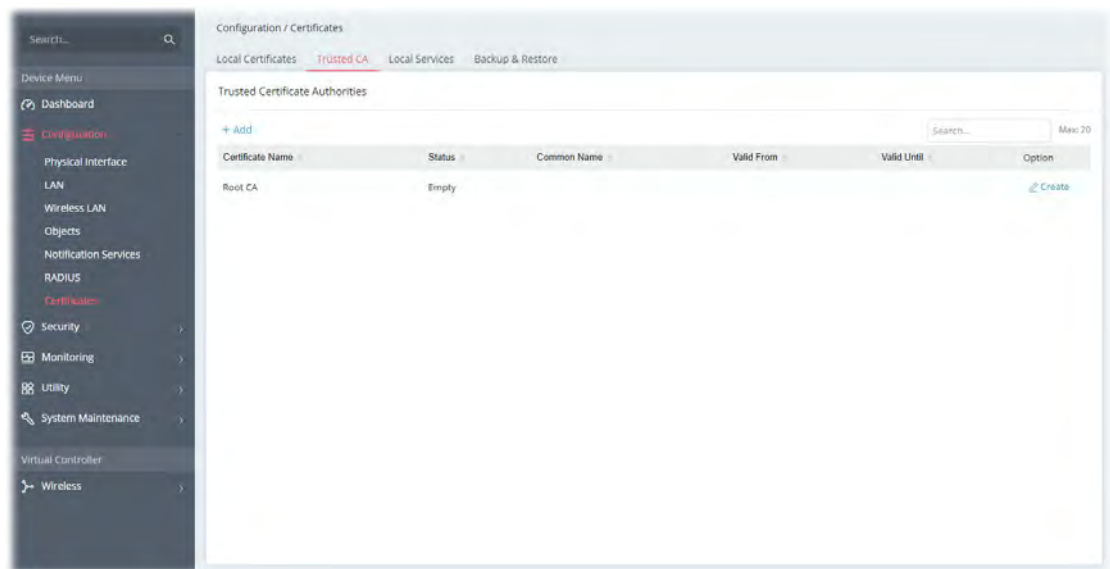 Search...
Device Menu
Dashboard
Configuration
Physical Interface
LAN
Wireless LAN
Objects
Notification Services
RADIUS
Certificates
Security
Monitoring
Utility
System Maintenance
Virtual Controller
Wireless
Configuration / Certificates
Local Certificates Trusted CA Local Services Backup & Restore
Trusted Certificate Authorities
+ Add Search... Max: 20
Certificate Name Status Common Name Valid From Valid Until Option
Root CA Empty Create